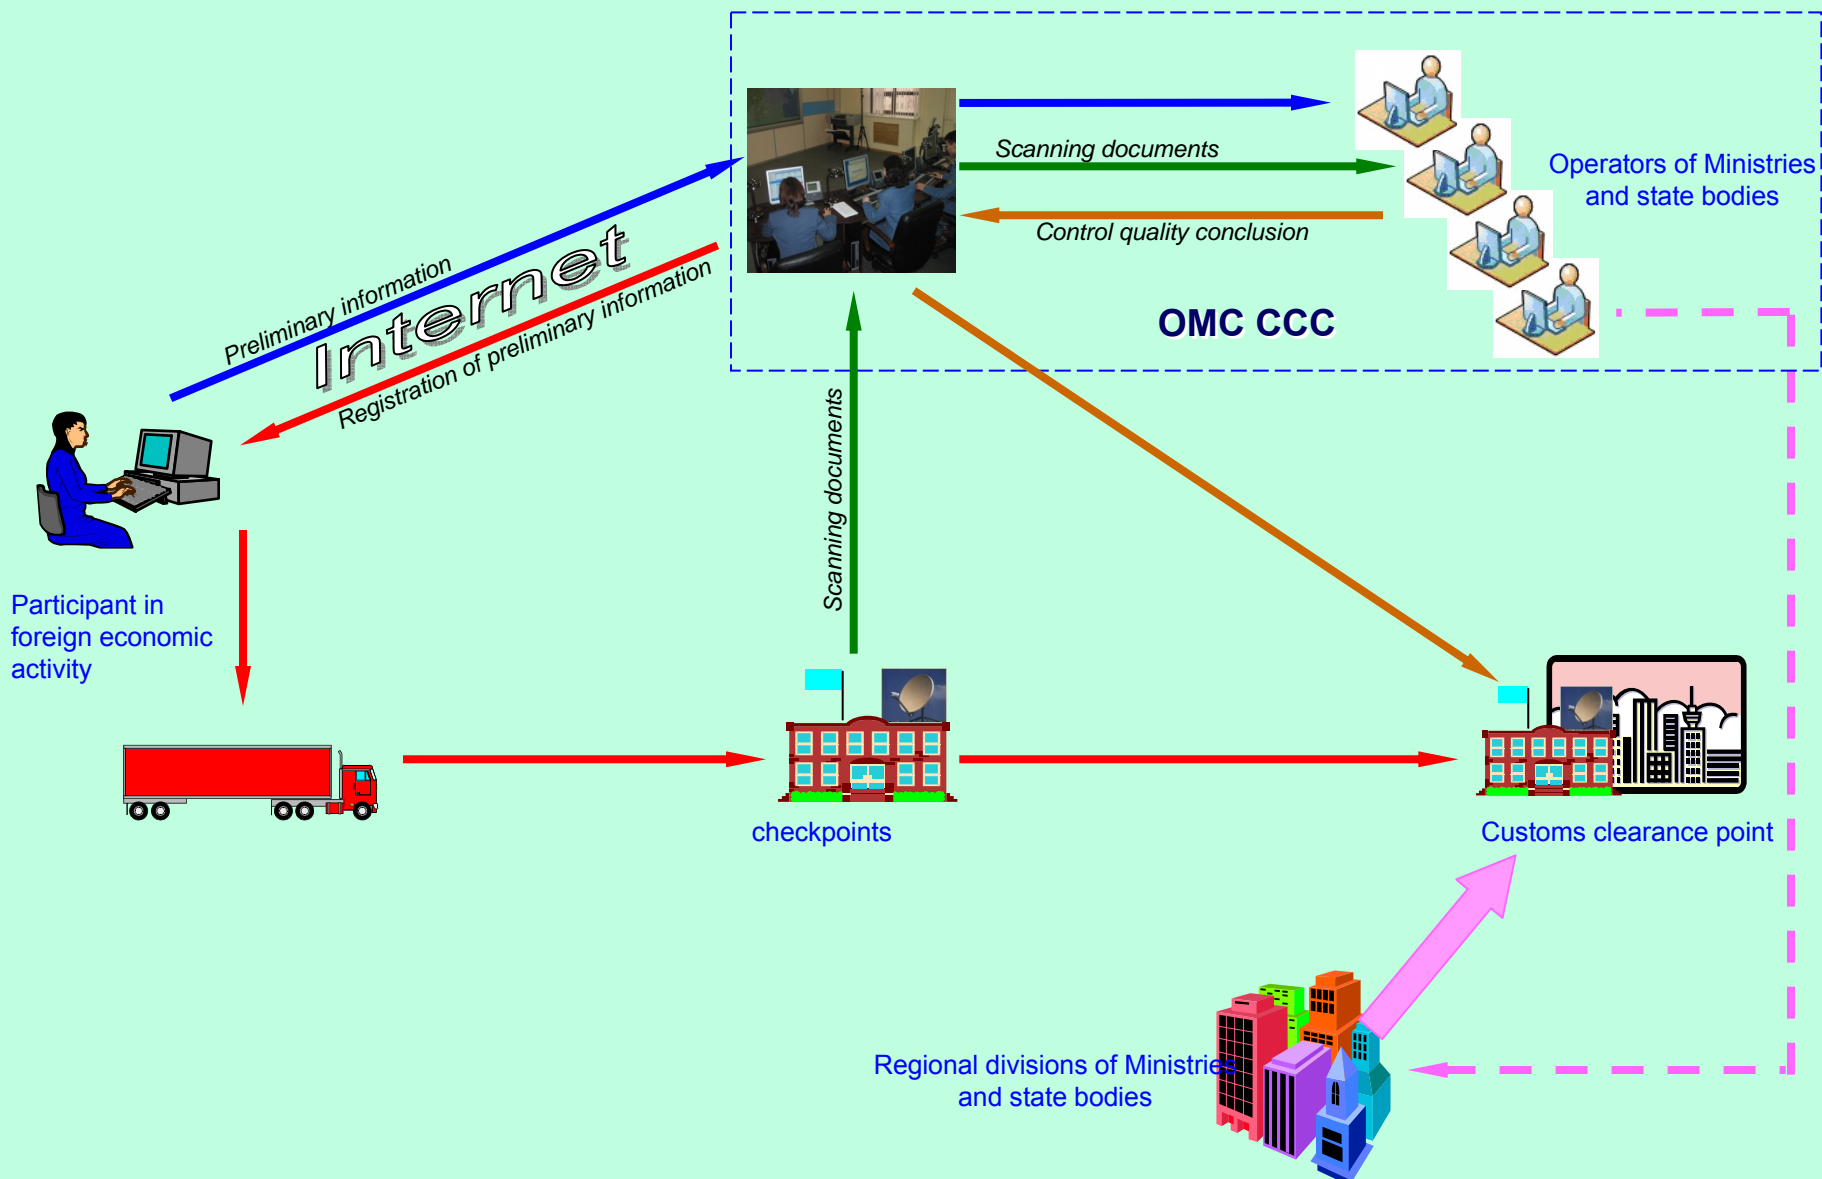 Scanning documents
Operators of Ministries
and state bodies
Control quality conclusion
Preliminary information
Internet
Registration of preliminary information
OMC CCC
Scanning documents
Participant in
foreign economic
activity
checkpoints
Customs clearance point
Regional divisions of Ministries
and state bodies